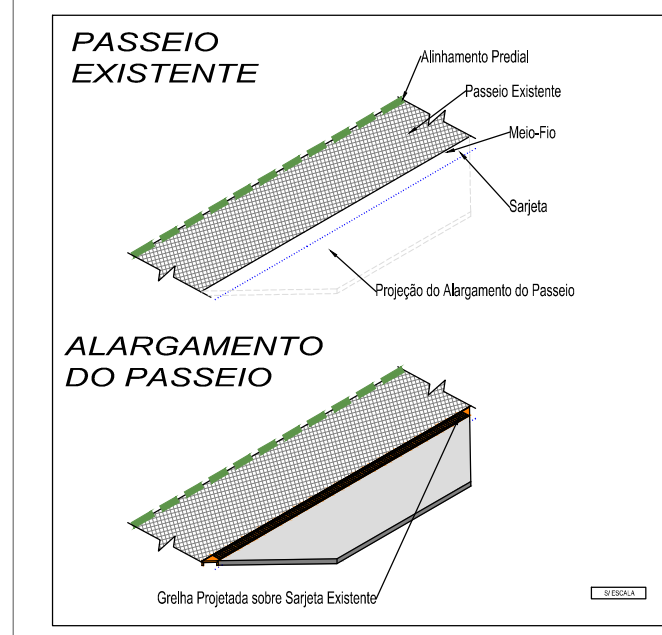 PASSEIO
EXISTENTE
Alinhamento Predial
Passeio Existente
Meio-Fio
Sarjeta
Projeção do Alargamento do Passeio
ALARGAMENTO
DO PASSEIO
Grelha Projetada sobre Sarjeta Existente
S/ ESCALA